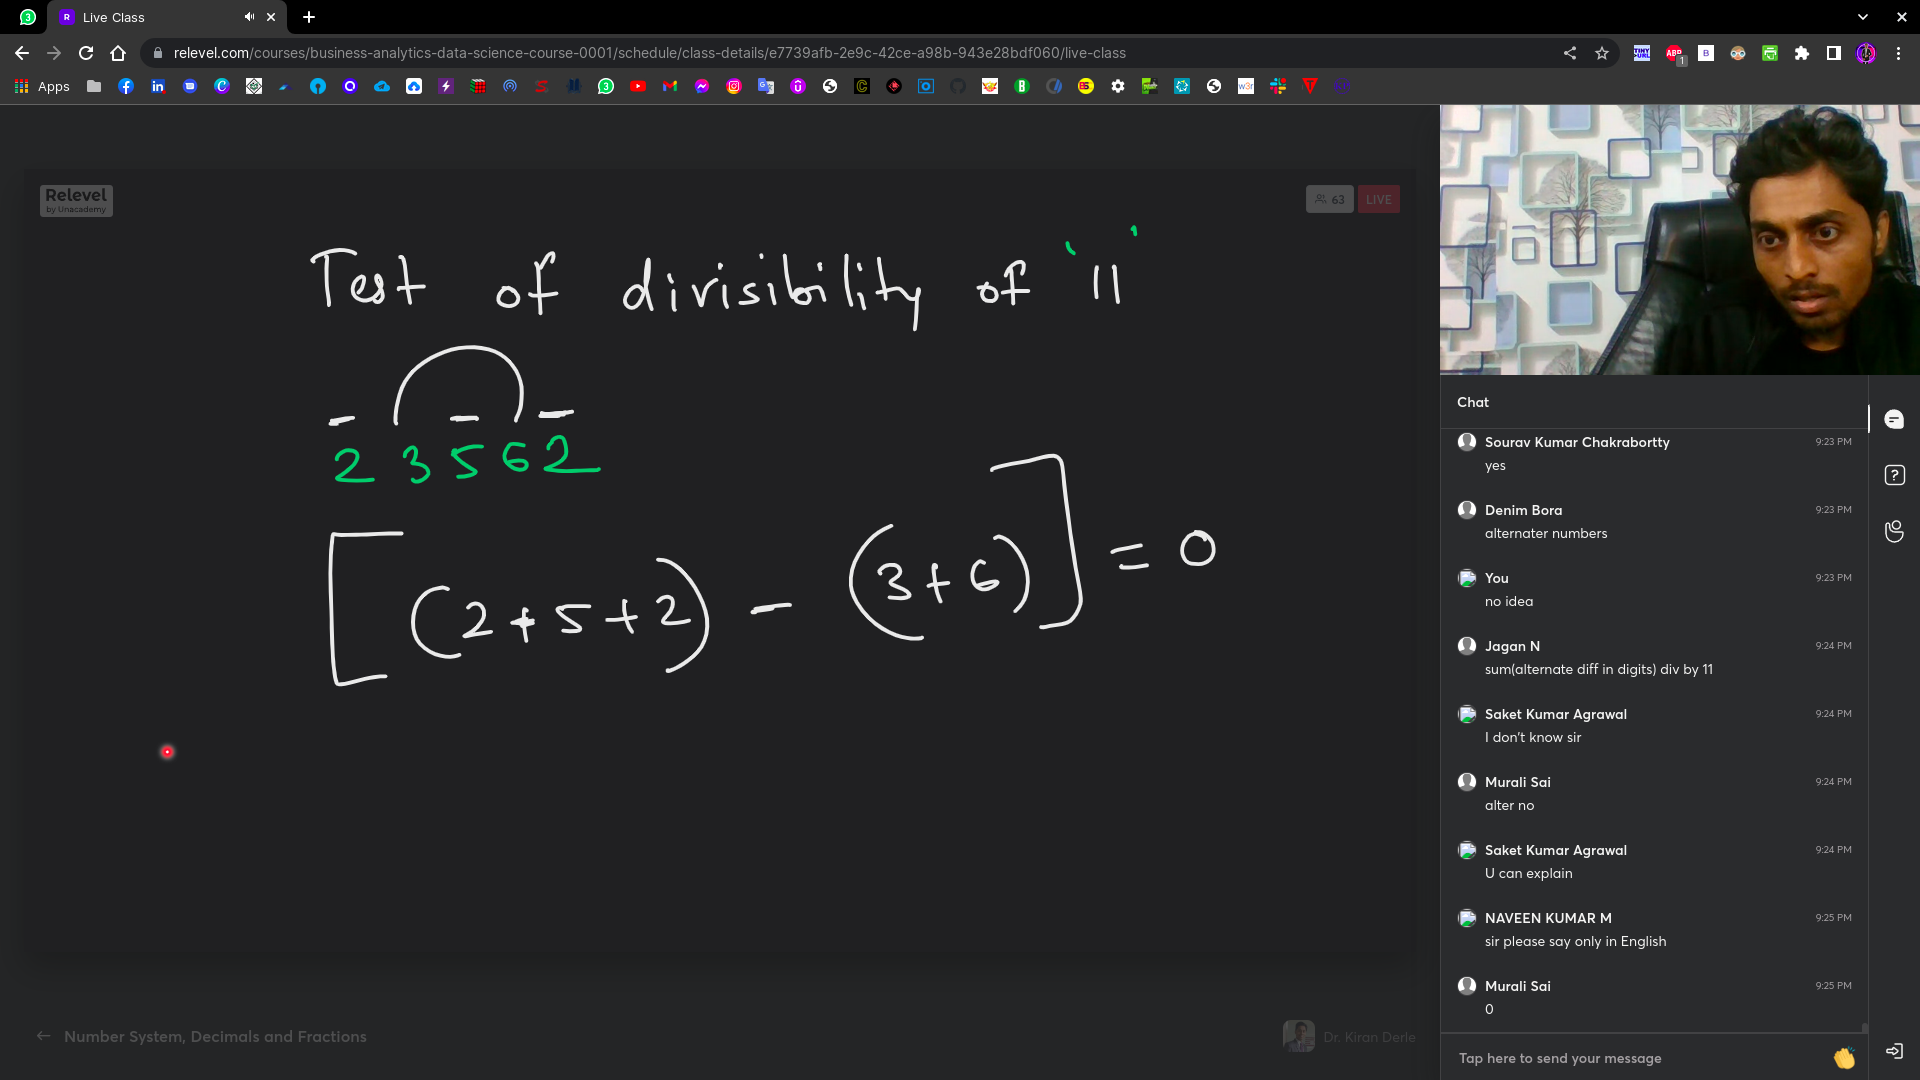 Live Class
relevel.com/courses/business-analytics-data-science-course-0001/schedule/class-details/e7739afb-2e9c-42ce-a98b-943e28bdf060/live-class
Apps
Relevel
by Unacademy
63 LIVE
Test of divisibility of '11'
2 3 5 6 2
[(2+5+2) - (3+6)] = 0
Number System, Decimals and Fractions
Dr. Kiran Derle
Chat
Sourav Kumar Chakrabortty 9:23 PM
yes
Denim Bora 9:23 PM
alternater numbers
You 9:23 PM
no idea
Jagan N 9:24 PM
sum(alternate diff in digits) div by 11
Saket Kumar Agrawal 9:24 PM
I don't know sir
Murali Sai 9:24 PM
alter no
Saket Kumar Agrawal 9:24 PM
U can explain
NAVEEN KUMAR M 9:25 PM
sir please say only in English
Murali Sai 9:25 PM
0
Tap here to send your message